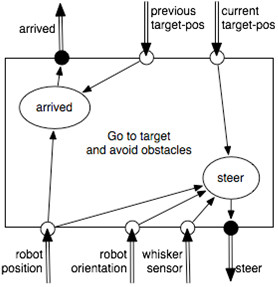 arrived
previous
target-pos
current
target-pos
arrived
Go to target
and avoid obstacles
steer
robot
position
robot
orientation
whisker
sensor
steer